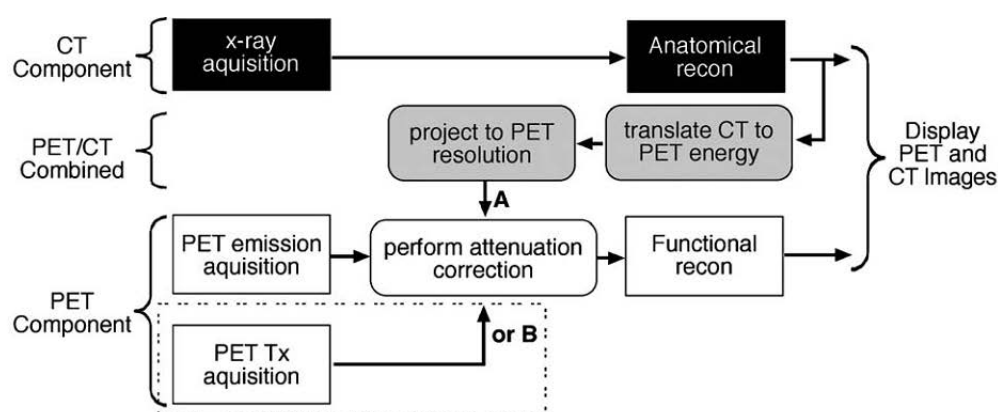 CT
Component
x-ray
aquisition
Anatomical
recon
PET/CT
Combined
project to PET
resolution
translate CT to
PET energy
Display
PET and
CT Images
A
PET
Component
PET emission
aquisition
perform attenuation
correction
Functional
recon
or B
PET Tx
aquisition